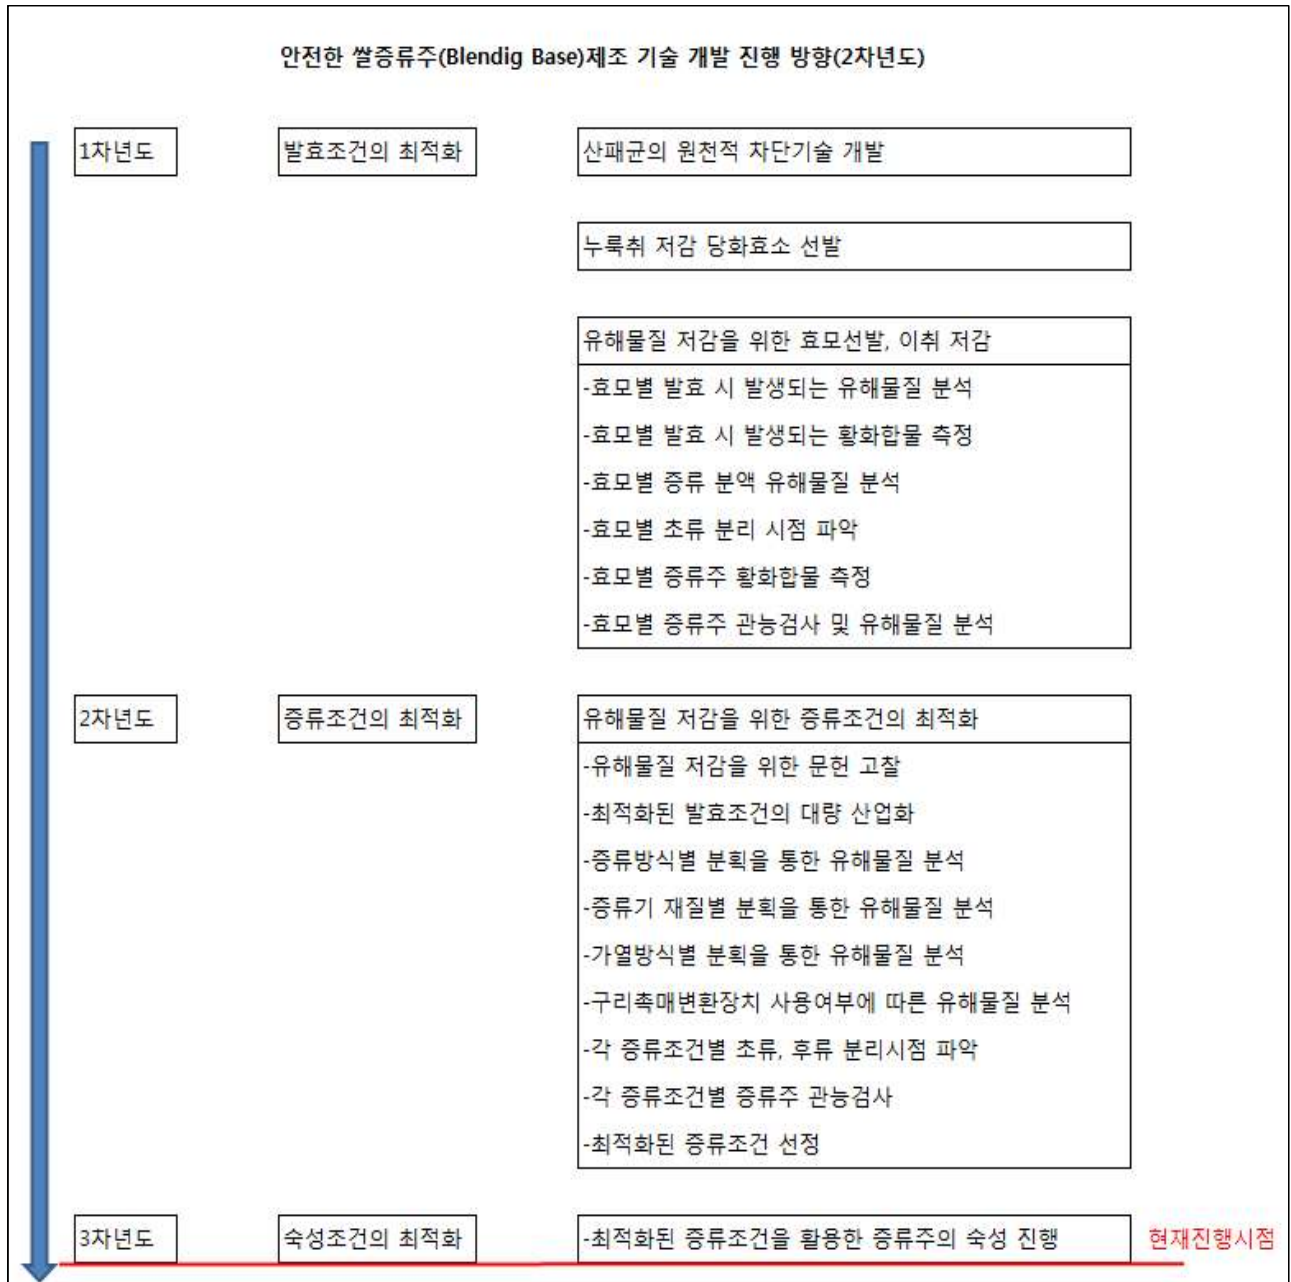 안전한 쌀증류주(Blendig Base)제조 기술 개발 진행 방향(2차년도)
1차년도 발효조건의 최적화 산패균의 원천적 차단기술 개발
누룩취 저감 당화효소 선발
유해물질 저감을 위한 효모선발, 이취 저감
-효모별 발효 시 발생되는 유해물질 분석
-효모별 발효 시 발생되는 황화합물 측정
-효모별 증류 분액 유해물질 분석
-효모별 초류 분리 시점 파악
-효모별 증류주 황화합물 측정
-효모별 증류주 관능검사 및 유해물질 분석
2차년도 증류조건의 최적화 유해물질 저감을 위한 증류조건의 최적화
-유해물질 저감을 위한 문헌 고찰
-최적화된 발효조건의 대량 산업화
-증류방식별 분획을 통한 유해물질 분석
-증류기 재질별 분획을 통한 유해물질 분석
-가열방식별 분획을 통한 유해물질 분석
-구리촉매변환장치 사용여부에 따른 유해물질 분석
-각 증류조건별 초류, 후류 분리시점 파악
-각 증류조건별 증류주 관능검사
-최적화된 증류조건 선정
3차년도 숙성조건의 최적화 -최적화된 증류조건을 활용한 증류주의 숙성 진행 현재진행시점